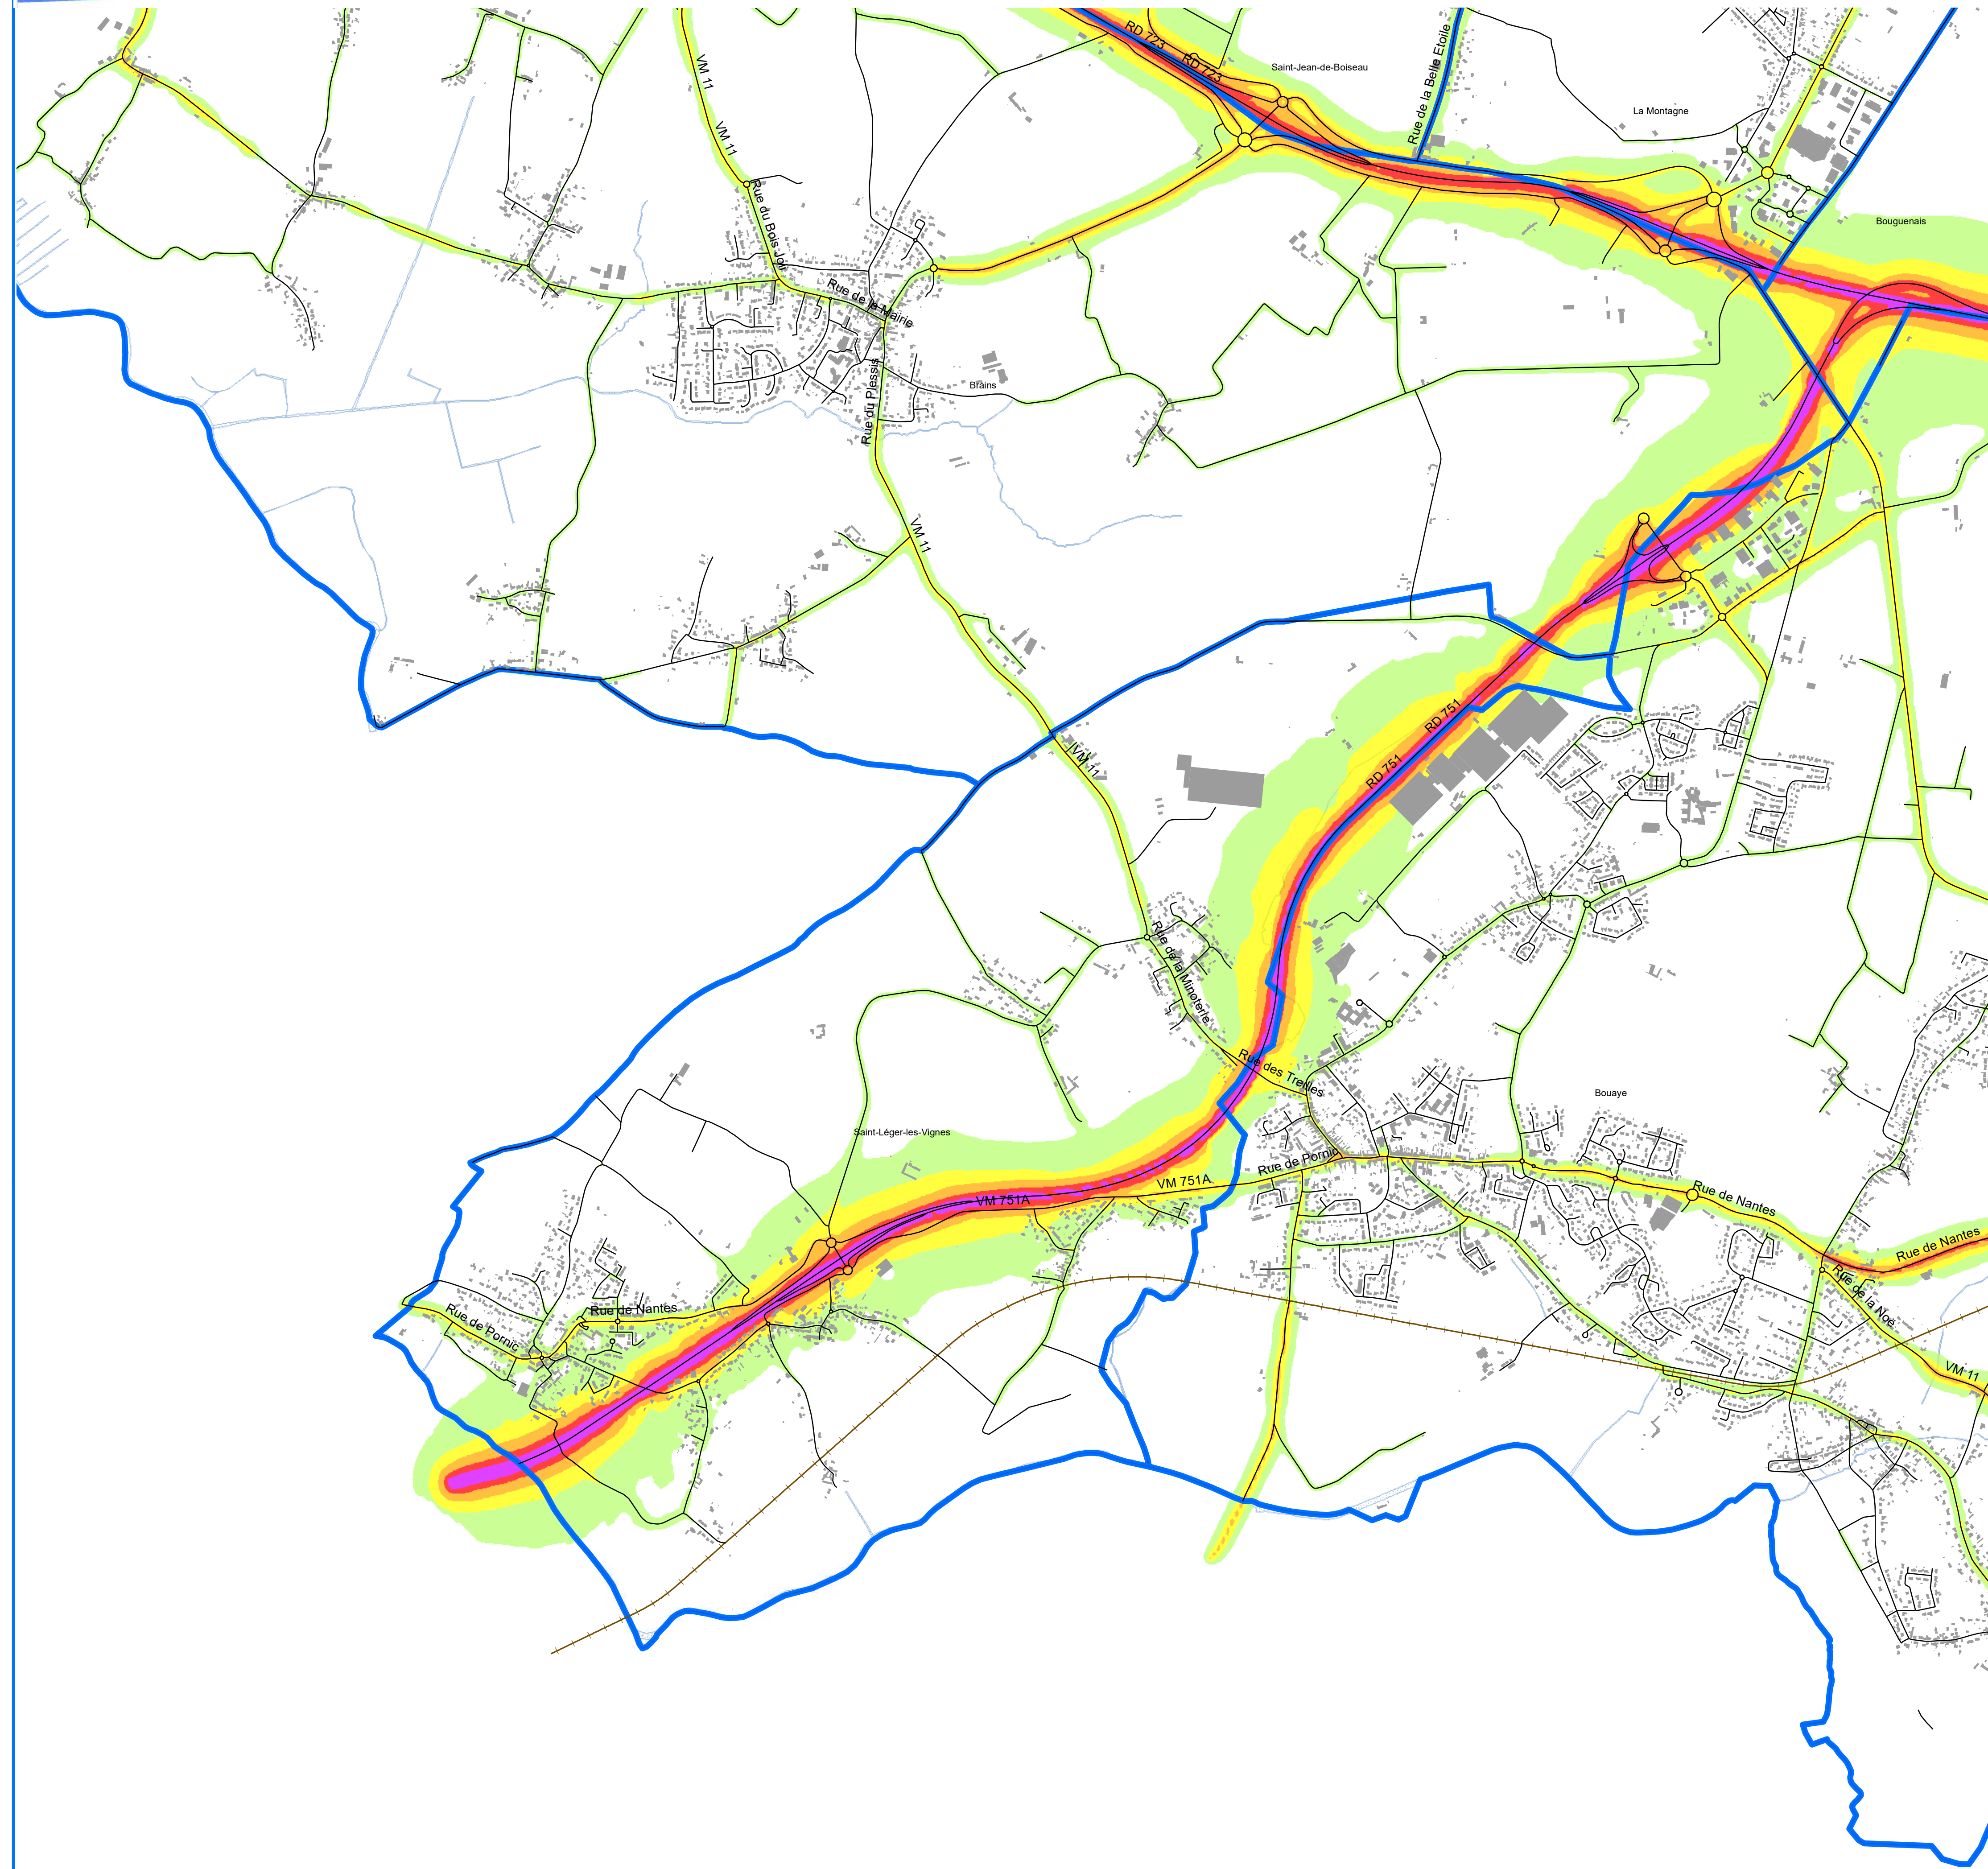 RD 723
RD 723
Saint-Jean-de-Boiseau
Rue de la Belle Etoile
VM 11
La Montagne
VM 11
Rue du Bois Joli
Bouguenais
Rue de la Mairie
Brains
Rue du Plessis
VM 11
RD 751
VM 11
RD 751
Rue de la Minoterie
Rue des Treilles
Bouaye
Saint-Léger-les-Vignes
Rue de Pornic
VM 751A
VM 751A
Rue de Nantes
Rue de Nantes
Rue de la Noë
Rue de Nantes
Rue de Pornic
VM 11